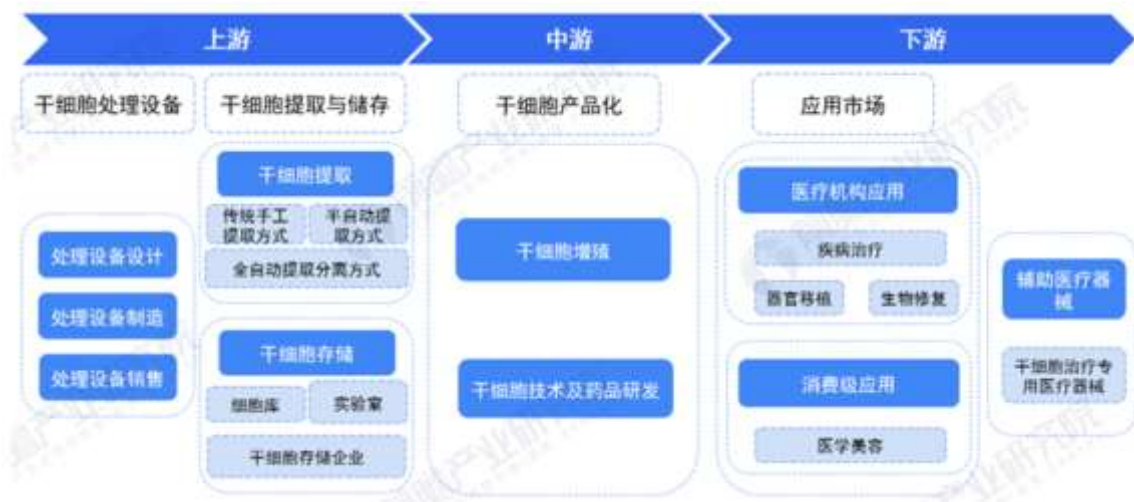 上游
中游
下游
干细胞处理设备
干细胞提取与储存
干细胞产品化
应用市场
处理设备设计
处理设备制造
处理设备销售
干细胞提取
传统手工
提取方式
半自动提
取方式
全自动提取分离方式
干细胞存储
细胞库
实验室
干细胞存储企业
干细胞增殖
干细胞技术及药品研发
医疗机构应用
疾病治疗
器官移植
生物修复
消费级应用
医学美容
辅助医疗器
械
干细胞治疗专
用医疗器械